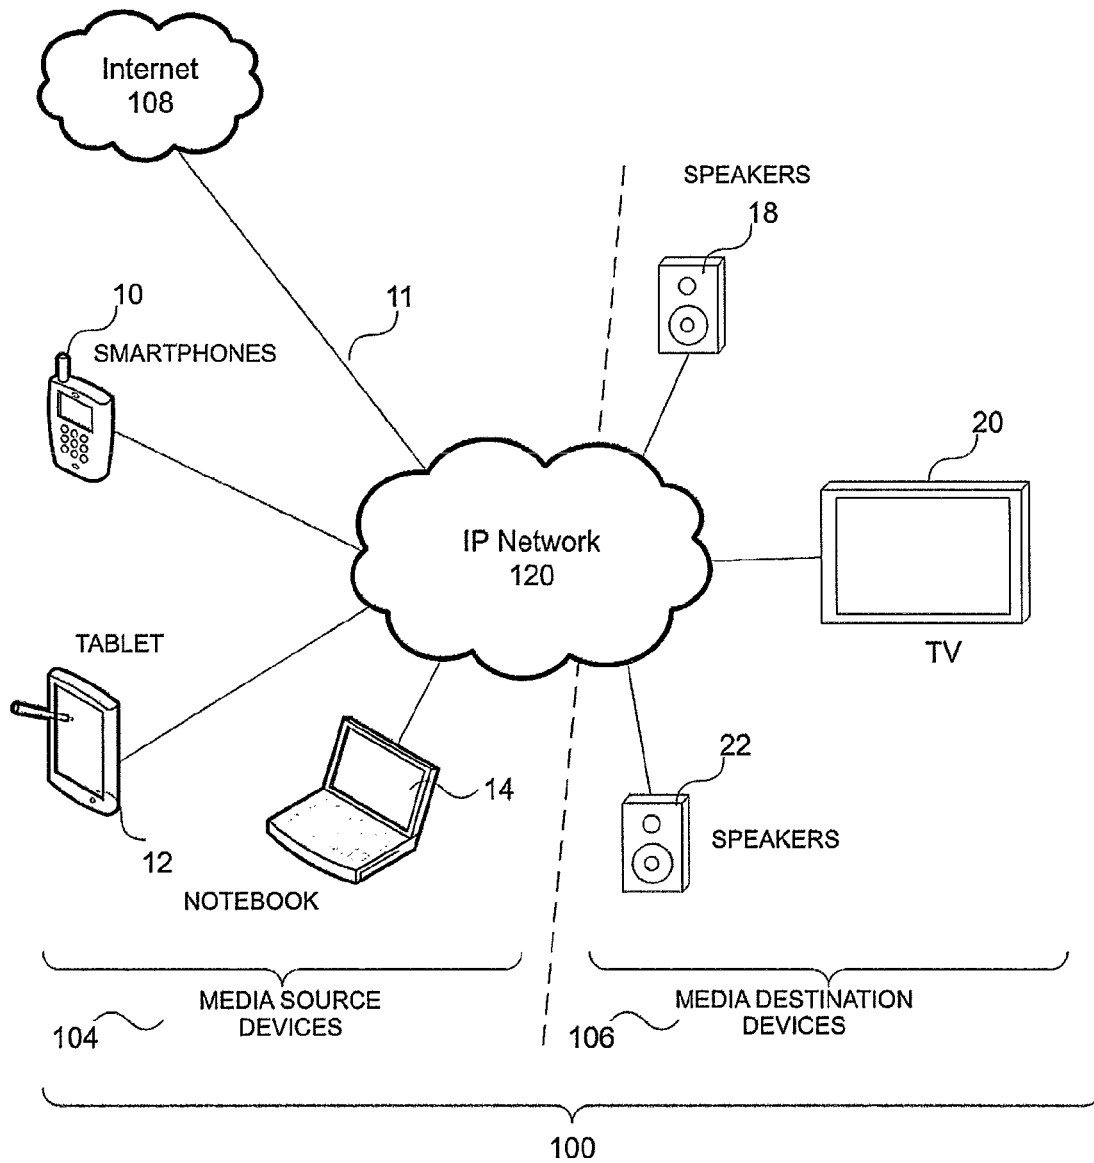 Internet
108
SPEAKERS
18
10
11
SMARTPHONES
20
IP Network
120
TABLET
TV
22
14
SPEAKERS
12
NOTEBOOK
MEDIA SOURCE
DEVICES
104
MEDIA DESTINATION
DEVICES
106
100